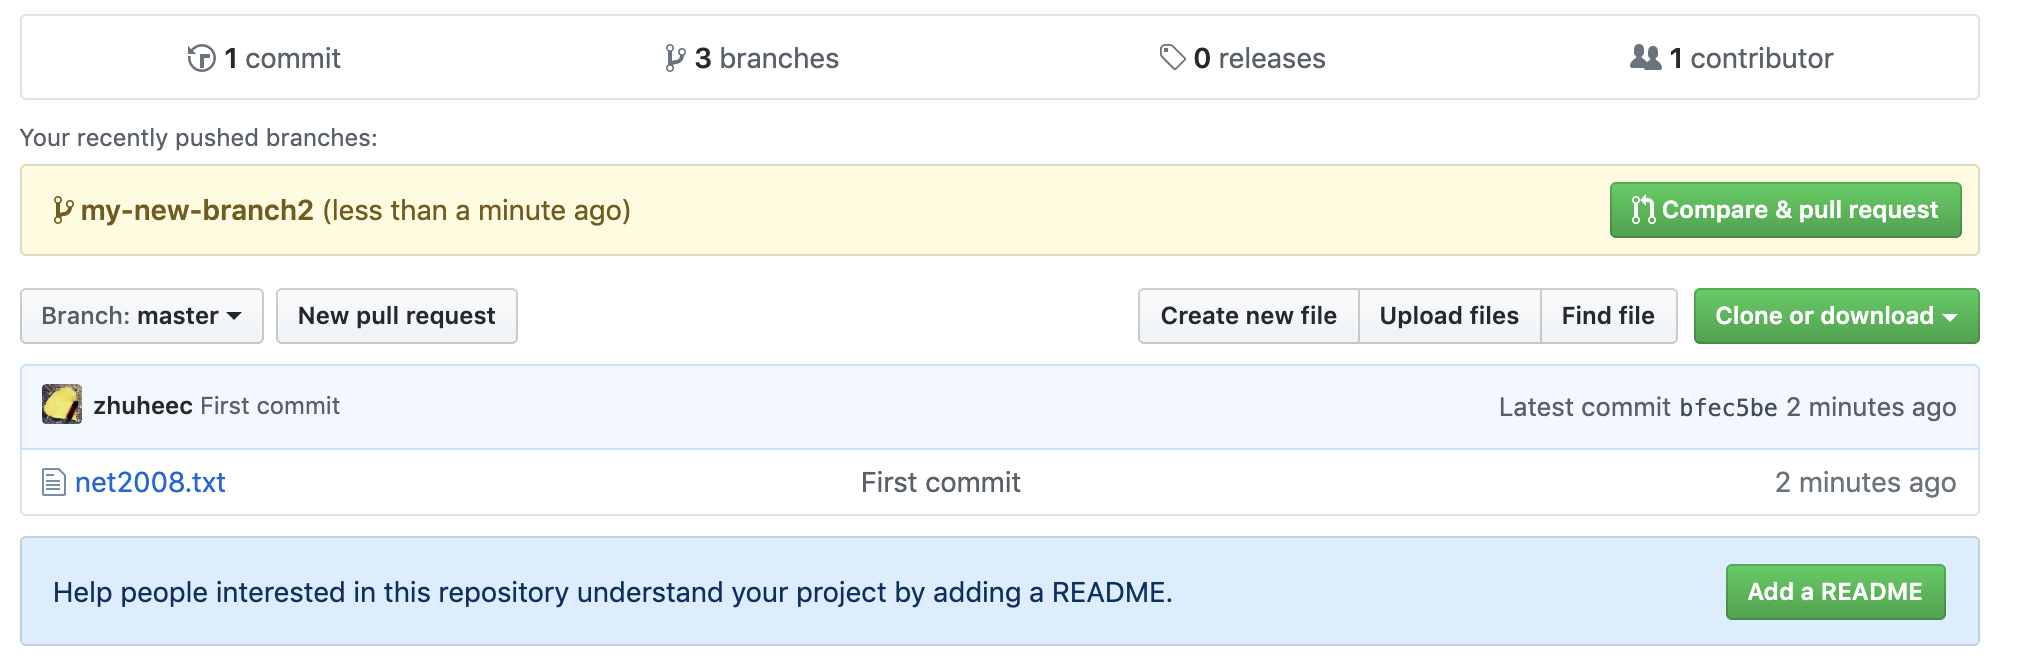 1 commit 3 branches 0 releases 1 contributor
Your recently pushed branches:
my-new-branch2 (less than a minute ago) Compare & pull request
Branch: master New pull request Create new file Upload files Find file Clone or download
zhuheec First commit Latest commit bfec5be 2 minutes ago
net2008.txt First commit 2 minutes ago
Help people interested in this repository understand your project by adding a README. Add a README